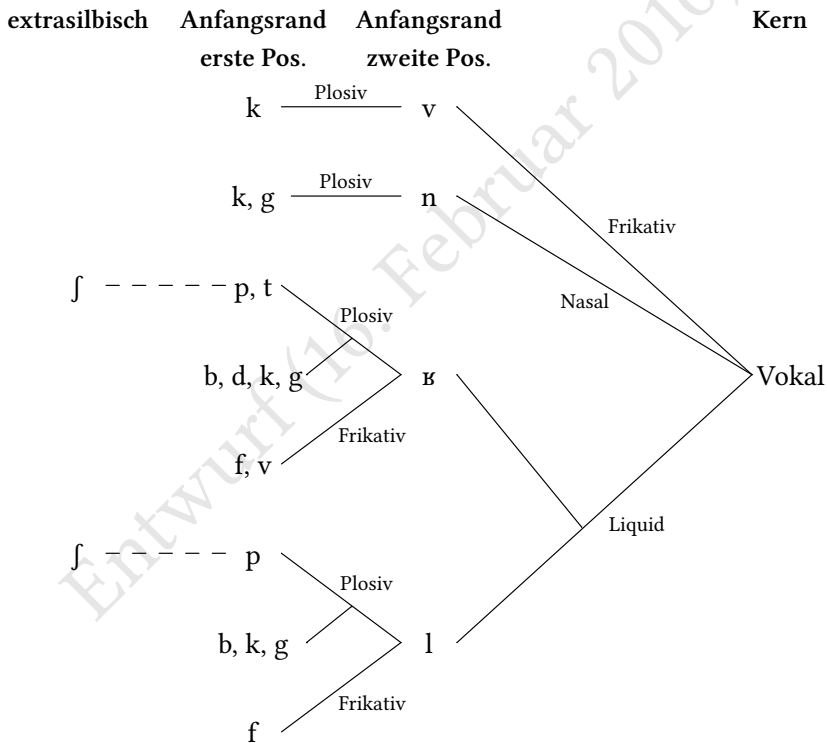 extrasilbisch Anfangsrand Anfangsrand Kern
erste Pos. zweite Pos.
k Plosiv v
k, g Plosiv n
Frikativ
ʃ p, t
Nasal
Plosiv
b, d, k, g ʁ Vokal
Frikativ
f, v
Liquid
ʃ p
Plosiv
b, k, g l
Frikativ
f
Entwurf (16. Februar 2016)